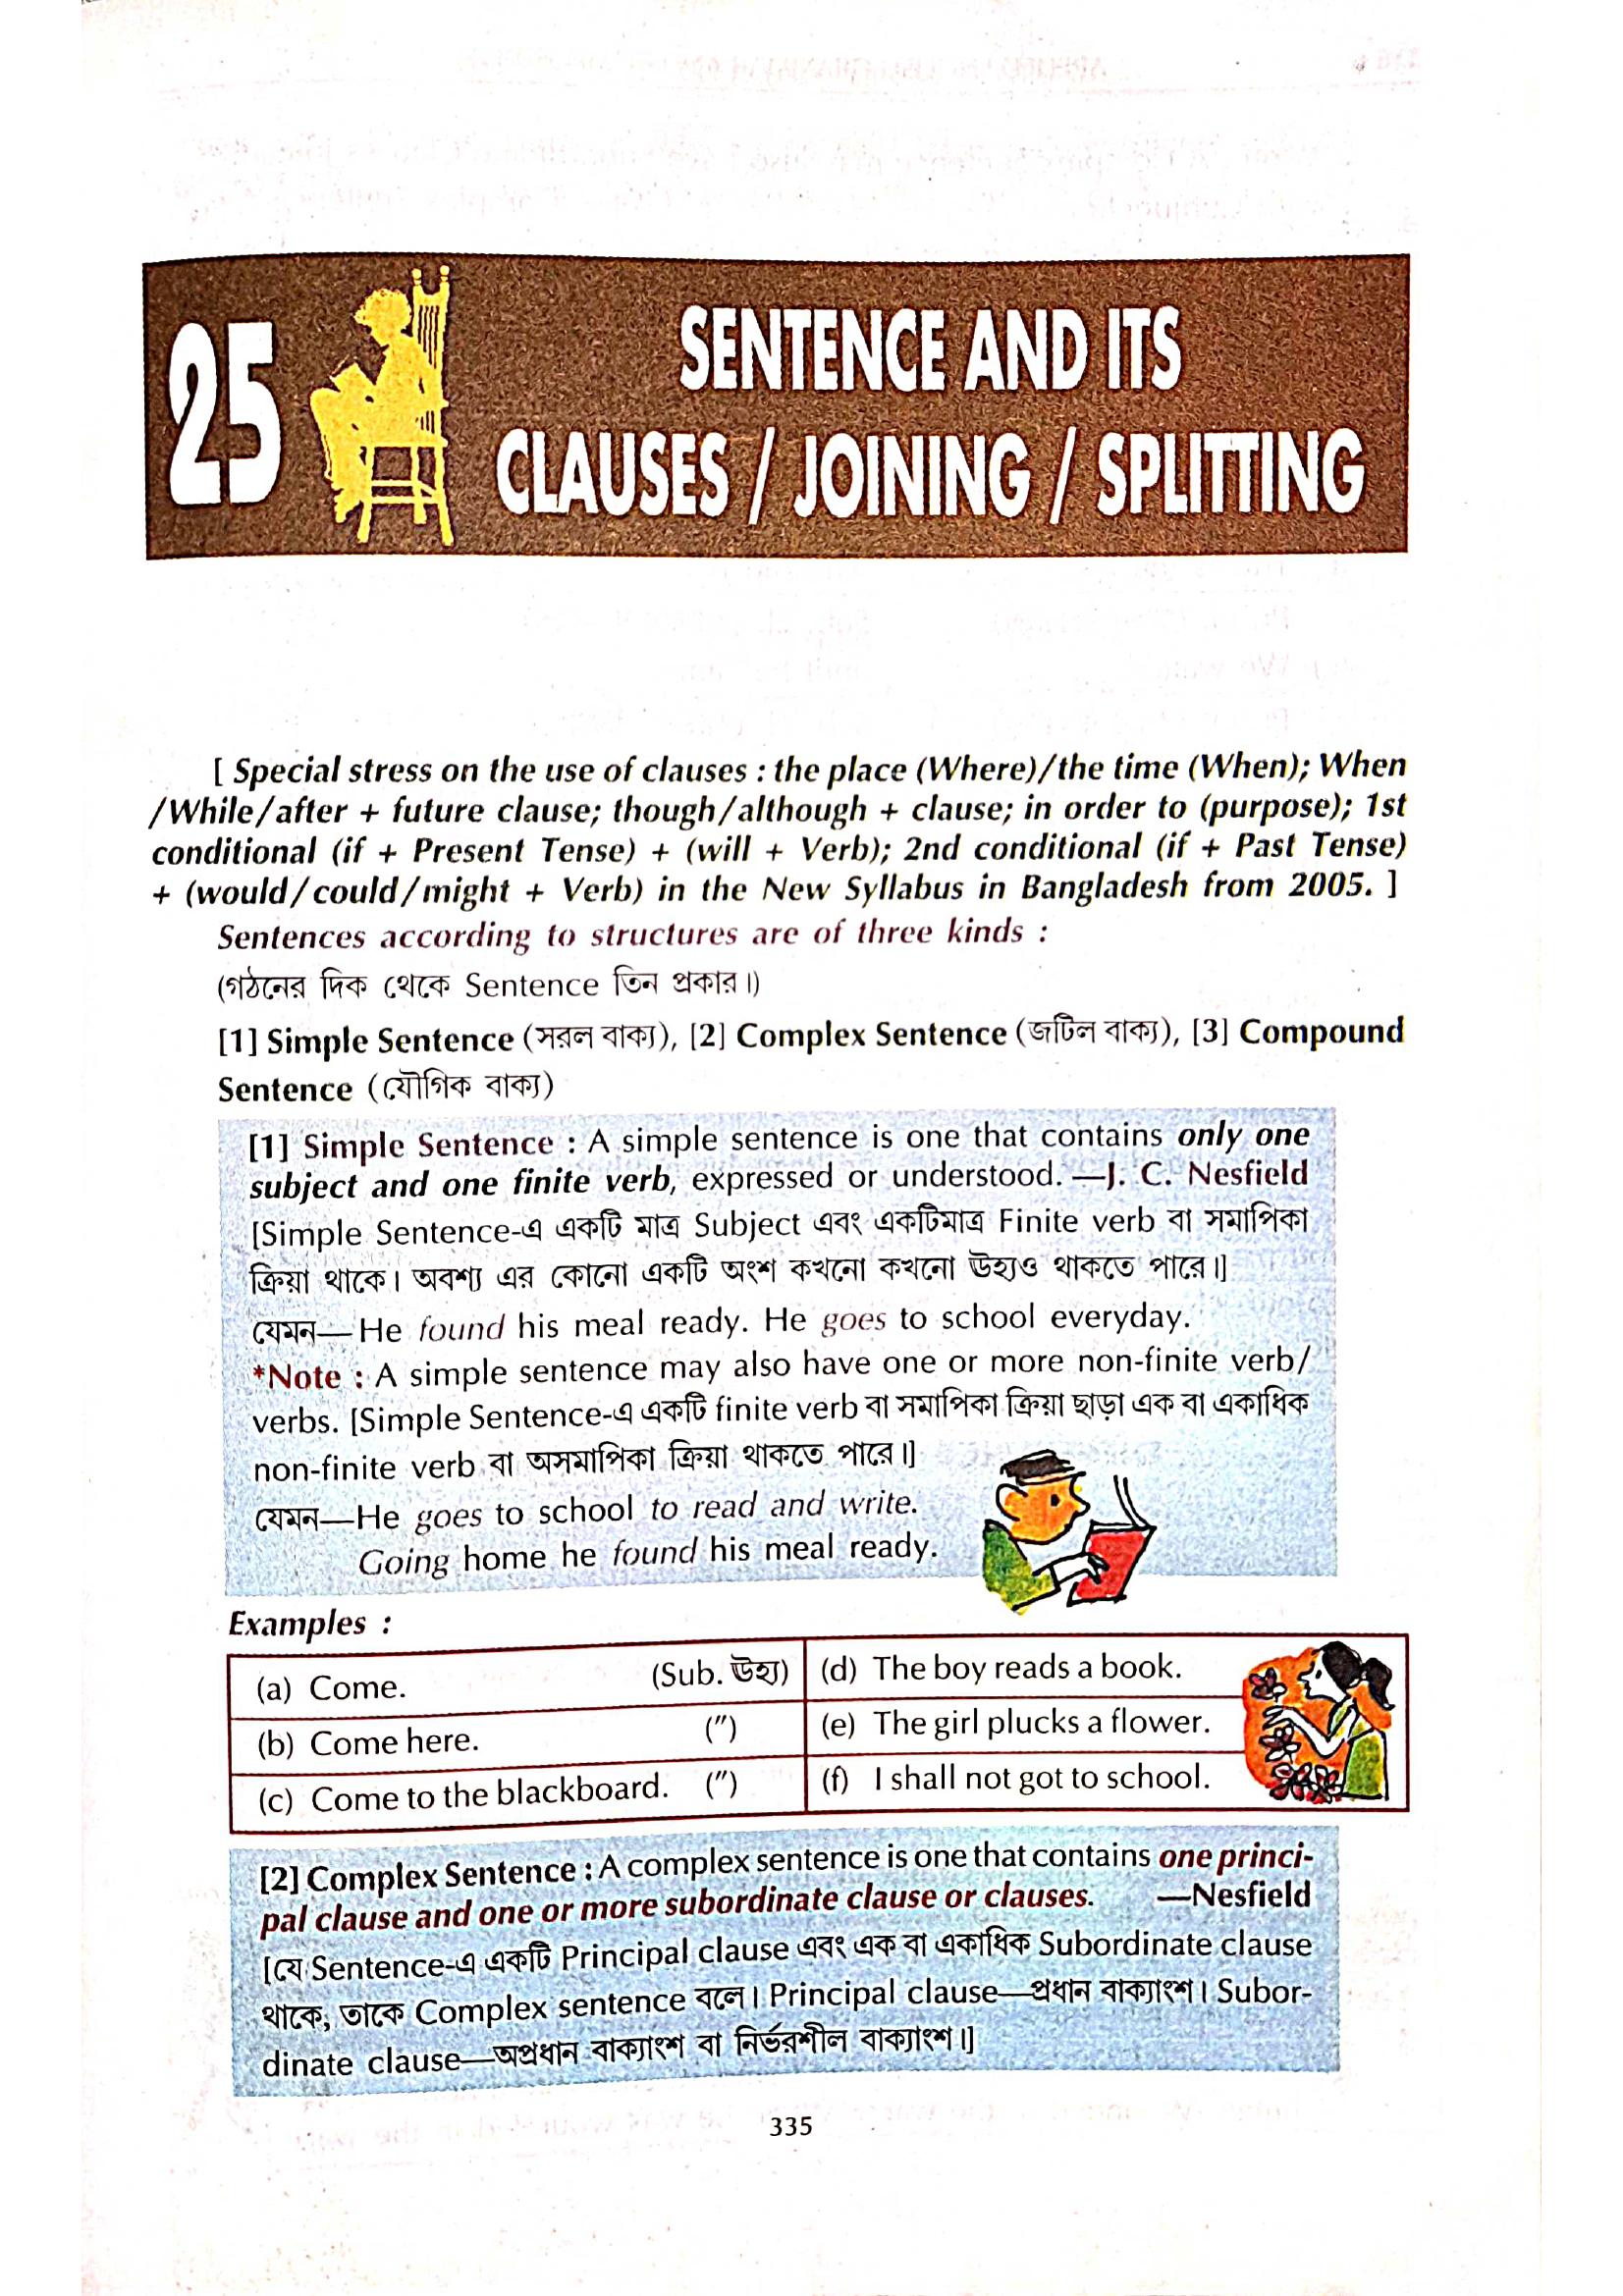 25
SENTENCE AND ITS
CLAUSES / JOINING / SPLITTING
[ Special stress on the use of clauses : the place (Where)/the time (When); When
/While/after + future clause; though/although + clause; in order to (purpose); 1st
conditional (if + Present Tense) + (will + Verb); 2nd conditional (if + Past Tense)
+ (would/could/might + Verb) in the New Syllabus in Bangladesh from 2005. ]
Sentences according to structures are of three kinds :
(গঠনের দিক থেকে Sentence তিন প্রকার।)
[1] Simple Sentence (সরল বাক্য), [2] Complex Sentence (জটিল বাক্য), [3] Compound
Sentence (যৌগিক বাক্য)
[1] Simple Sentence : A simple sentence is one that contains only one
subject and one finite verb, expressed or understood. —J. C. Nesfield
[Simple Sentence-এ একটি মাত্র Subject এবং একটিমাত্র Finite verb বা সমাপিকা
ক্রিয়া থাকে। অবশ্য এর কোনো একটি অংশ কখনো কখনো ঊহ্যও থাকতে পারে।]
যেমন—He found his meal ready. He goes to school everyday.
*Note : A simple sentence may also have one or more non-finite verb/
verbs. [Simple Sentence-এ একটি finite verb বা সমাপিকা ক্রিয়া ছাড়া এক বা একাধিক
non-finite verb বা অসমাপিকা ক্রিয়া থাকতে পারে।]
যেমন—He goes to school to read and write.
Going home he found his meal ready.
Examples :
(a) Come. (Sub. ঊহ্য)
(b) Come here. (")
(c) Come to the blackboard. (")
(d) The boy reads a book.
(e) The girl plucks a flower.
(f) I shall not got to school.
[2] Complex Sentence : A complex sentence is one that contains one princi-
pal clause and one or more subordinate clause or clauses. —Nesfield
[যে Sentence-এ একটি Principal clause এবং এক বা একাধিক Subordinate clause
থাকে, তাকে Complex sentence বলে। Principal clause—প্রধান বাক্যাংশ। Subor-
dinate clause—অপ্রধান বাক্যাংশ বা নির্ভরশীল বাক্যাংশ।]
335